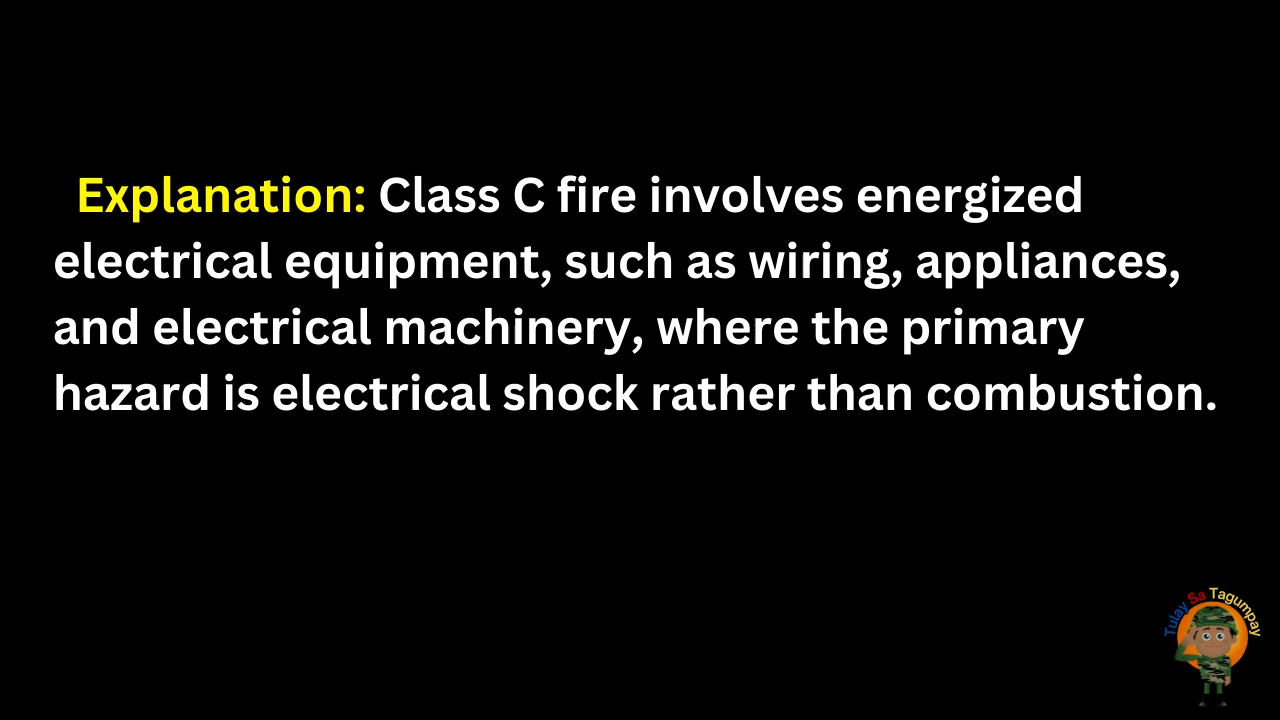 Explanation: Class C fire involves energized
electrical equipment, such as wiring, appliances,
and electrical machinery, where the primary
hazard is electrical shock rather than combustion.
Tulay Sa Tagumpay